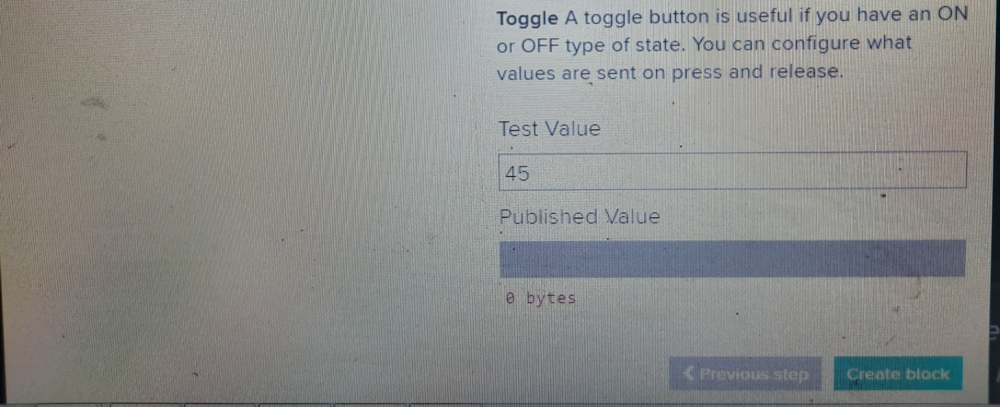 Toggle A toggle button is useful if you have an ON
or OFF type of state. You can configure what
values are sent on press and release.
Test Value
45
Published Value
0 bytes
Previous step
Create block